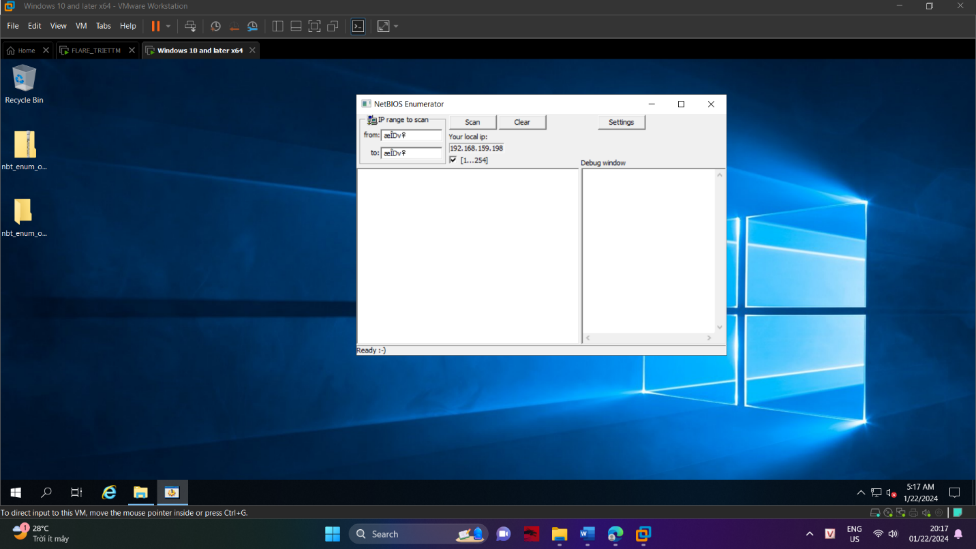 Windows 10 and later x64 - VMware Workstation
File Edit View VM Tabs Help
Home
FLARE_TRIETTM
Windows 10 and later x64
Recycle Bin
nbt_enum_o...
nbt_enum_o...
NetBIOS Enumerator
IP range to scan
from:
to:
Scan
Clear
Settings
Your local ip:
192.168.159.198
[1...254]
Debug window
Ready :-)
5:17 AM
1/22/2024
To direct input to this VM, move the mouse pointer inside or press Ctrl+G.
28°C
Trời ít mây
Search
ENG
US
20:17
01/22/2024